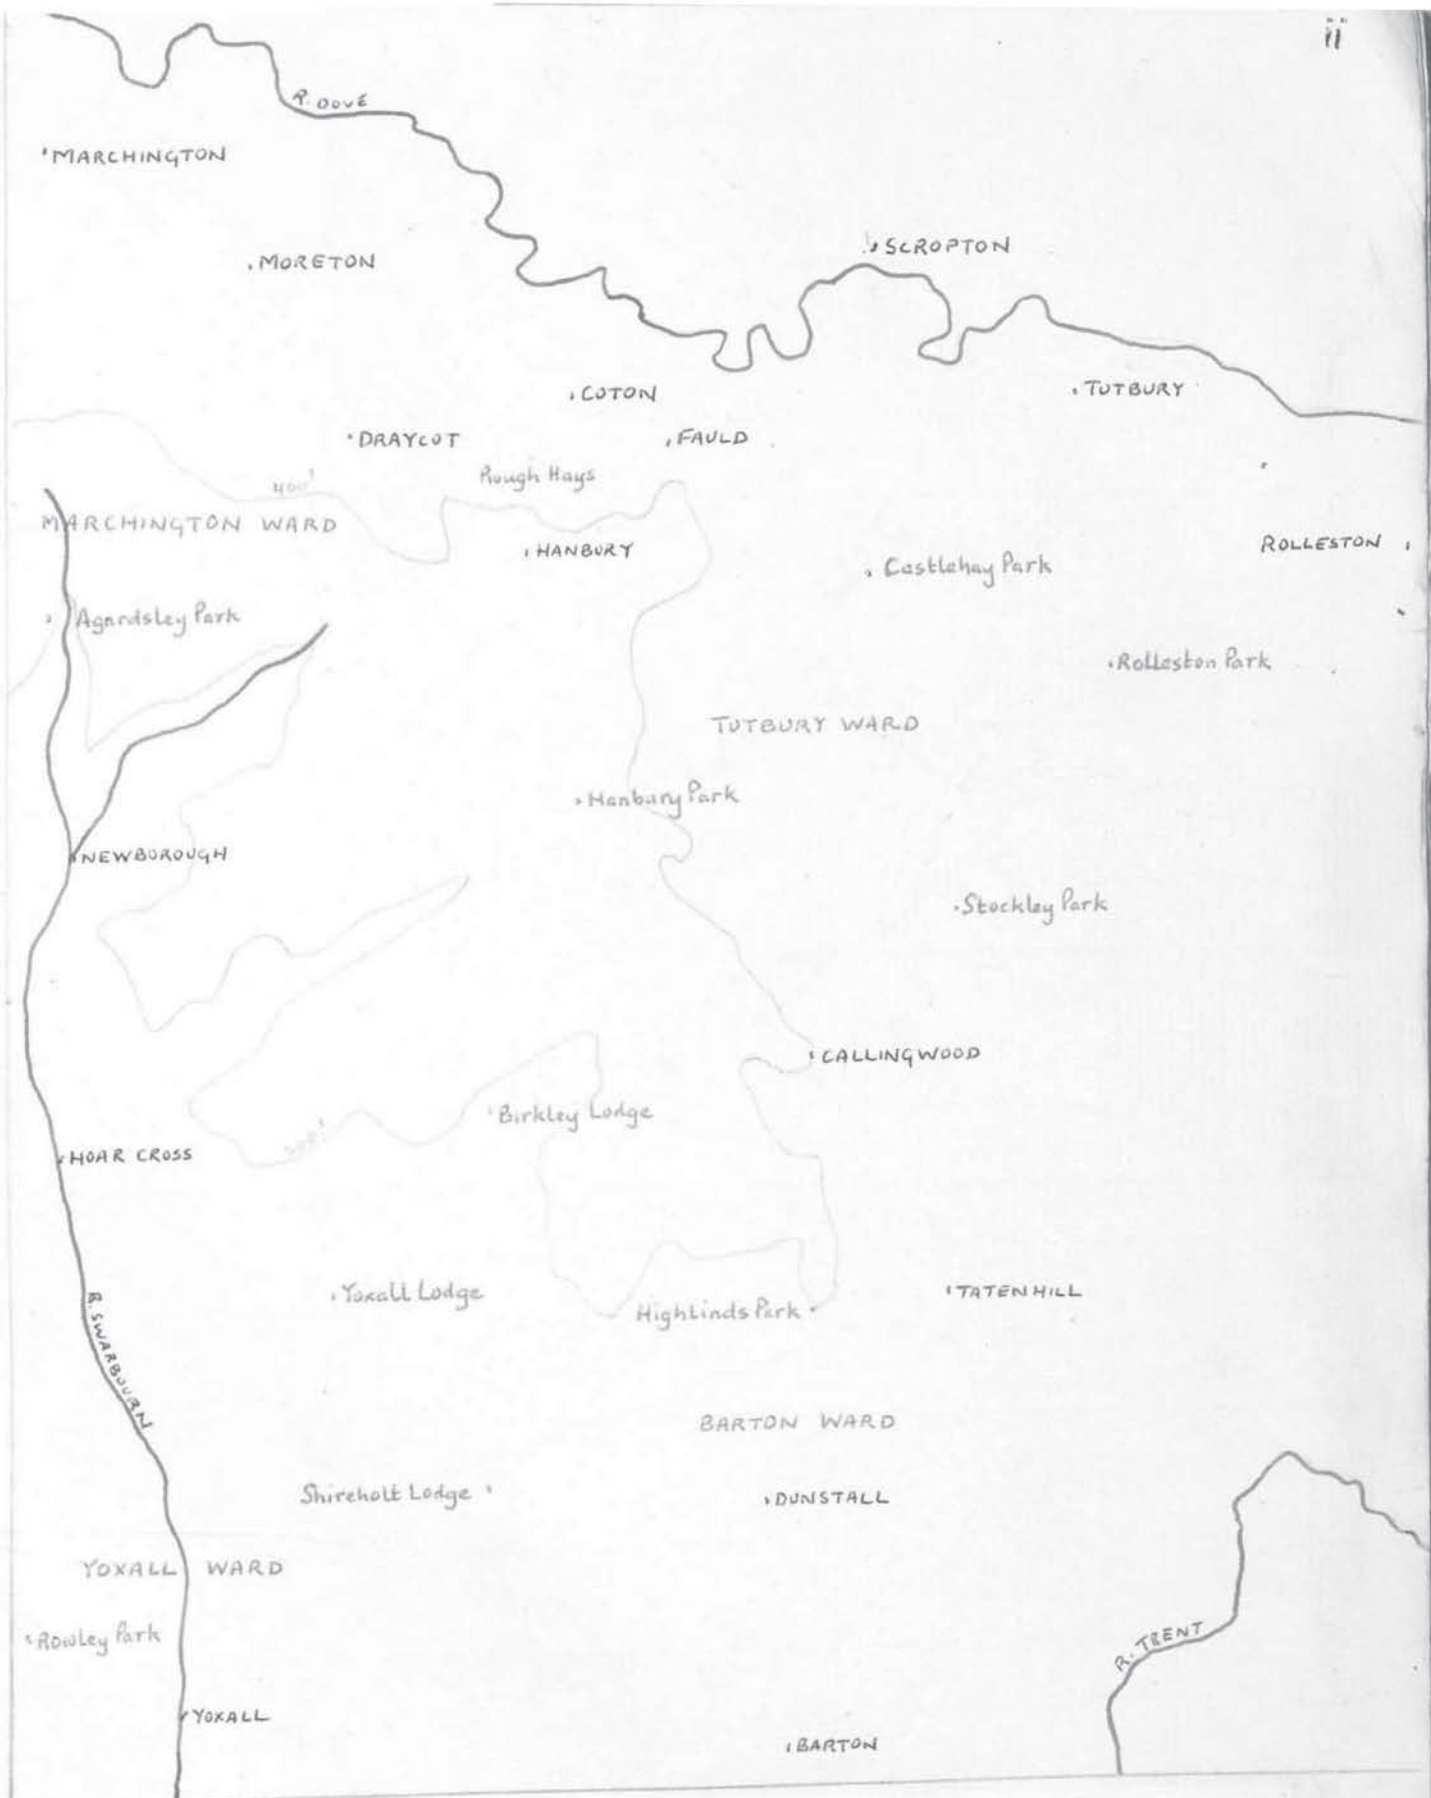 ii
R. DOVE
MARCHINGTON
SCROPTON
MORETON
COTON
TUTBURY
DRAYCOT
FAULD
Rough Hays
400'
MARCHINGTON WARD
HANBURY
ROLLESTON
Castlehay Park
Agardsley Park
Rolleston Park
TUTBURY WARD
Hanbury Park
NEWBOROUGH
Stockley Park
CALLINGWOOD
Birkley Lodge
HOAR CROSS
Yoxall Lodge
TATENHILL
Highlinds Park
R. SWARBOURN
BARTON WARD
Shireholt Lodge
DUNSTALL
YOXALL WARD
Rowley Park
R. TRENT
YOXALL
BARTON